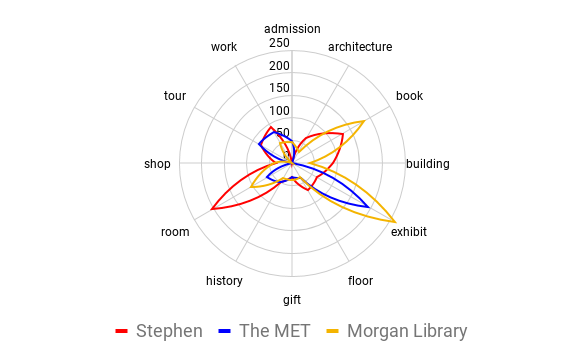 admission
250
work
architecture
200
tour
book
150
100
50
0
shop
building
room
exhibit
history
floor
gift
Stephen The MET Morgan Library